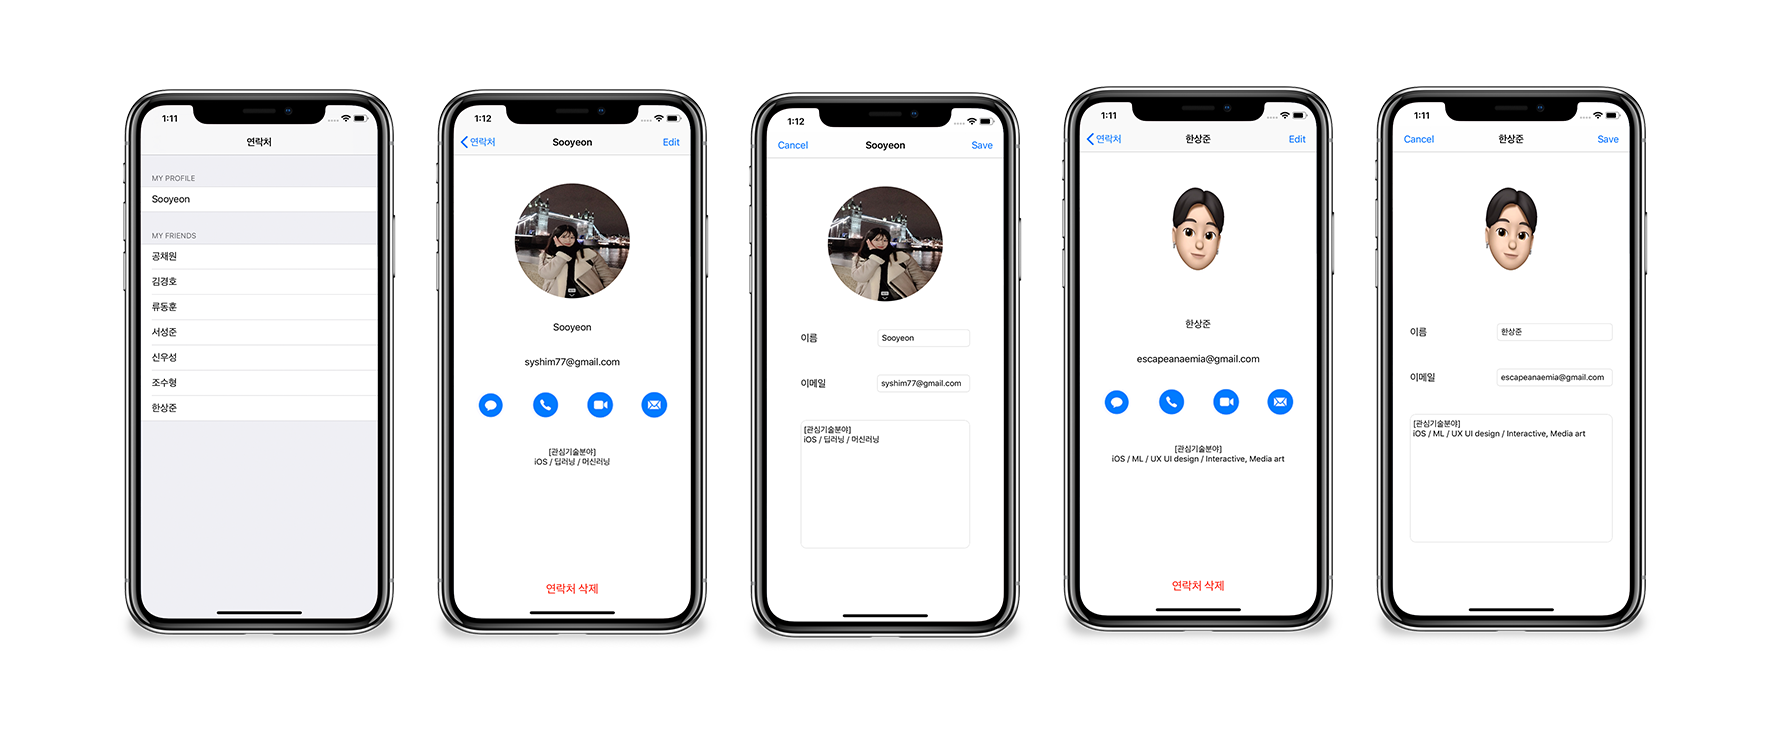 1:11
연락처
MY PROFILE
Sooyeon
MY FRIENDS
공채원
김경호
류동훈
서성준
신우성
조수형
한상준
1:12
연락처 Sooyeon Edit
Sooyeon
syshim77@gmail.com
[관심기술분야]
iOS / 딥러닝 / 머신러닝
연락처 삭제
1:12
Cancel Sooyeon Save
이름 Sooyeon
이메일 syshim77@gmail.com
[관심기술분야]
iOS / 딥러닝 / 머신러닝
1:11
연락처 한상준 Edit
한상준
escapeanaemia@gmail.com
[관심기술분야]
iOS / ML / UX UI design / Interactive, Media art
연락처 삭제
1:11
Cancel 한상준 Save
이름 한상준
이메일 escapeanaemia@gmail.com
[관심기술분야]
iOS / ML / UX UI design / Interactive, Media art